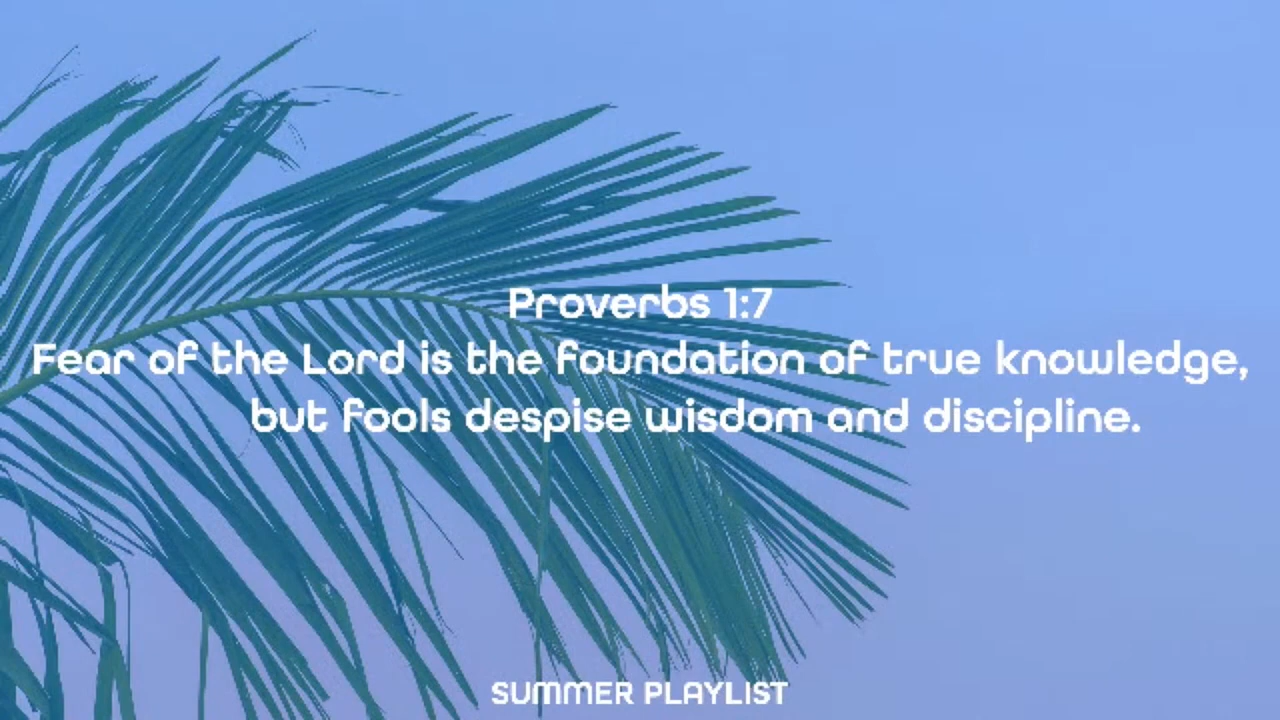 Proverbs 1:7
Fear of the Lord is the foundation of true knowledge,
but fools despise wisdom and discipline.
SUMMER PLAYLIST